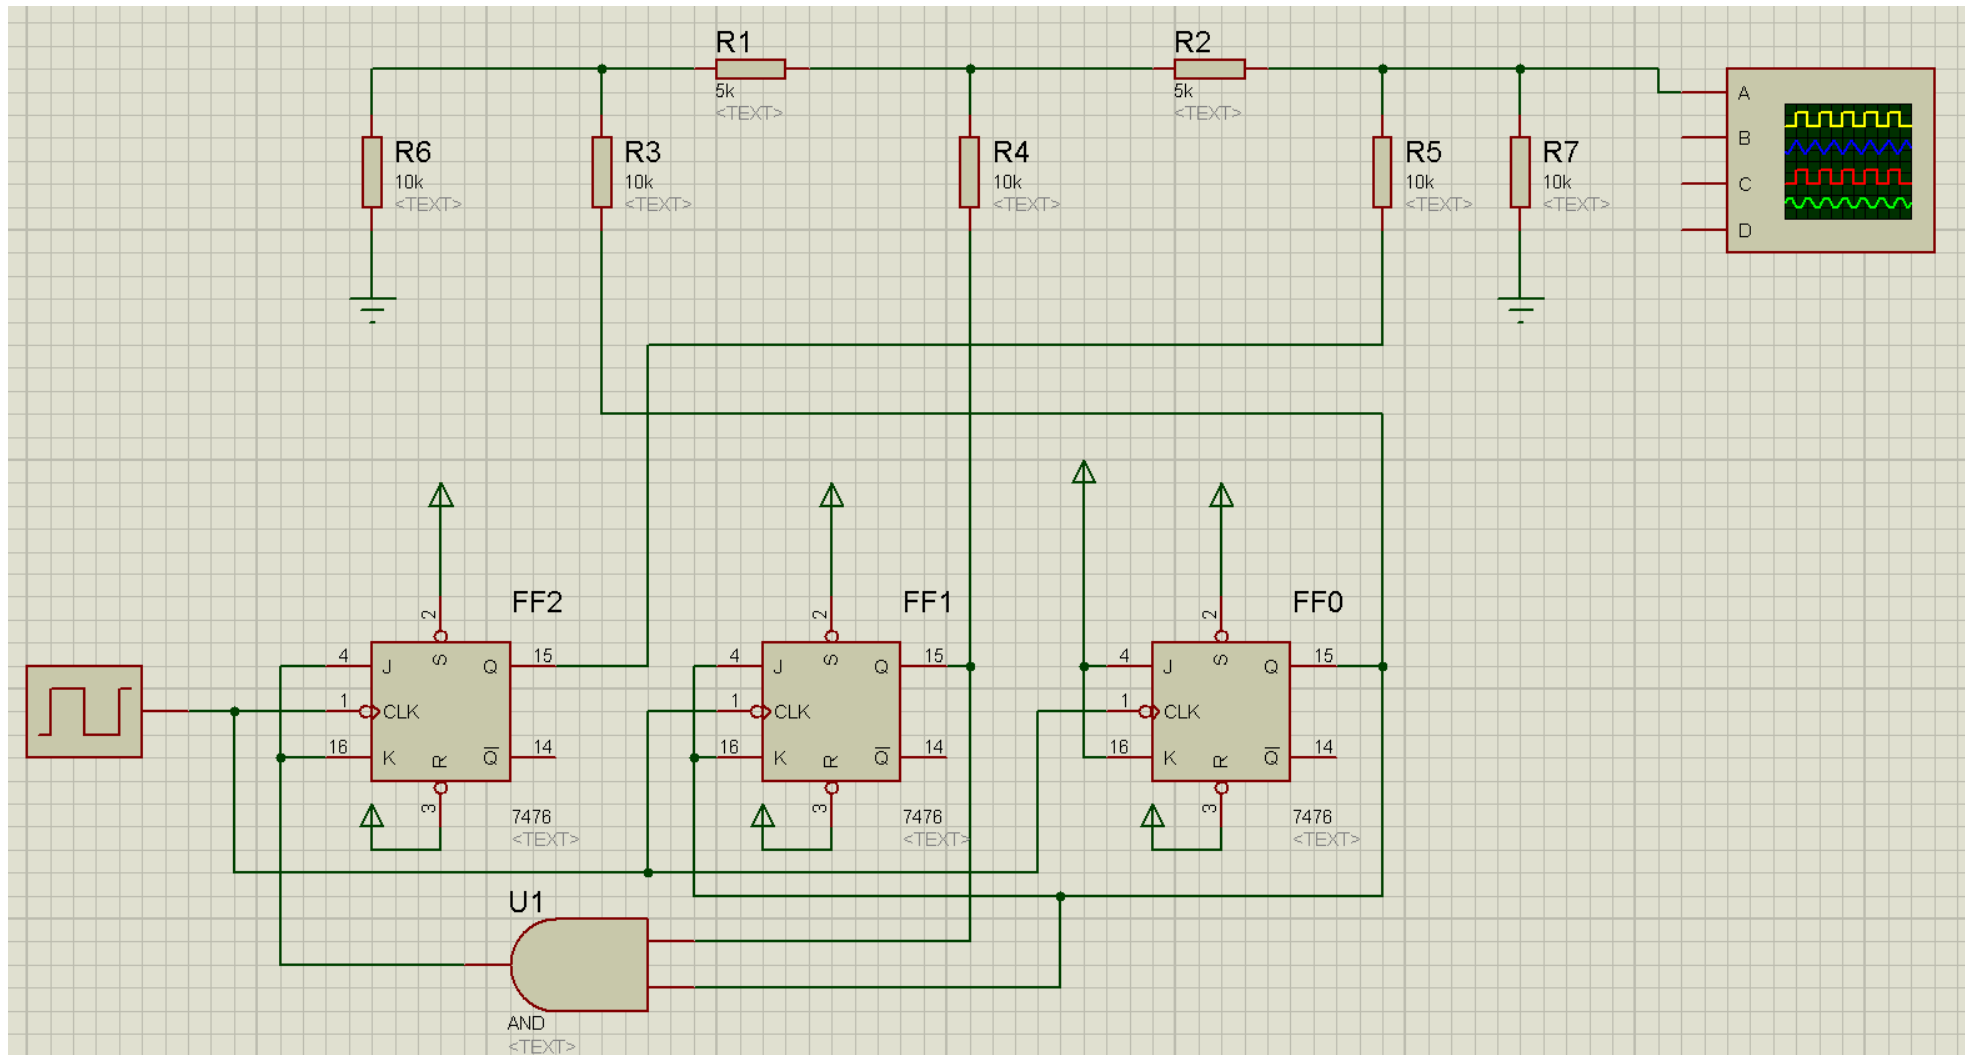 R1
5k
<TEXT>
R2
5k
<TEXT>
R6
10k
<TEXT>
R3
10k
<TEXT>
R4
10k
<TEXT>
R5
10k
<TEXT>
R7
10k
<TEXT>
A
B
C
D
FF2
2
4
J
S
Q
15
1
CLK
16
K
R
Q̅
14
3
7476
<TEXT>
FF1
2
4
J
S
Q
15
1
CLK
16
K
R
Q̅
14
3
7476
<TEXT>
FF0
2
4
J
S
Q
15
1
CLK
16
K
R
Q̅
14
3
7476
<TEXT>
U1
AND
<TEXT>